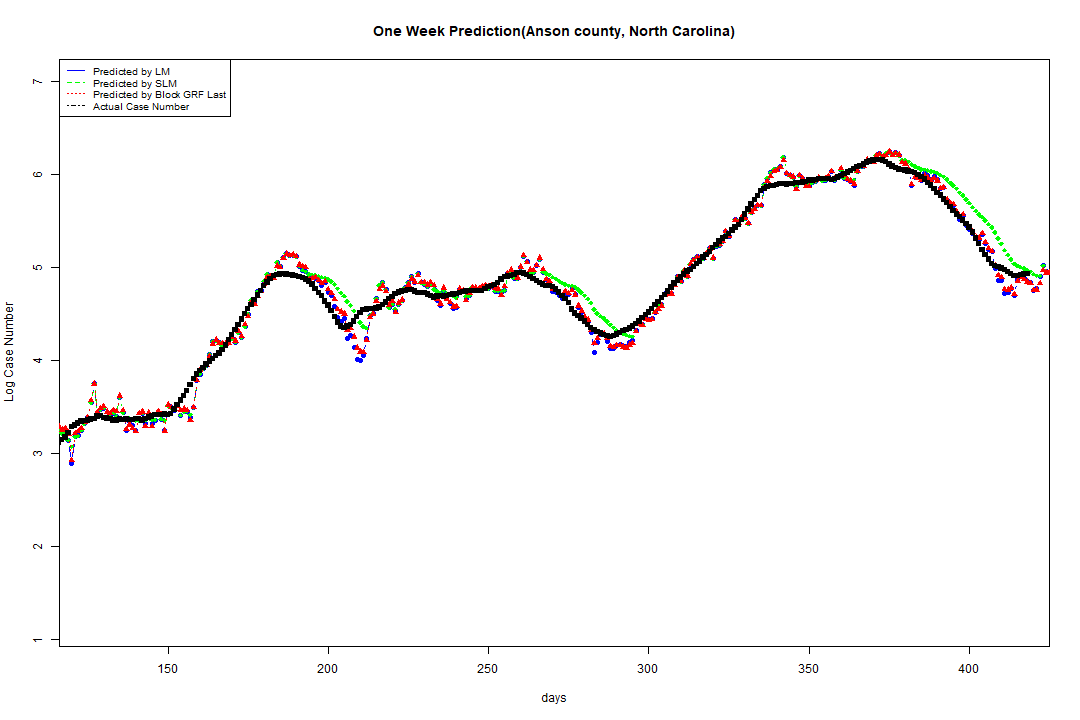 One Week Prediction(Anson county, North Carolina)
Predicted by LM
Predicted by SLM
Predicted by Block GRF Last
Actual Case Number
7
6
5
4
3
2
1
Log Case Number
150 200 250 300 350 400
days